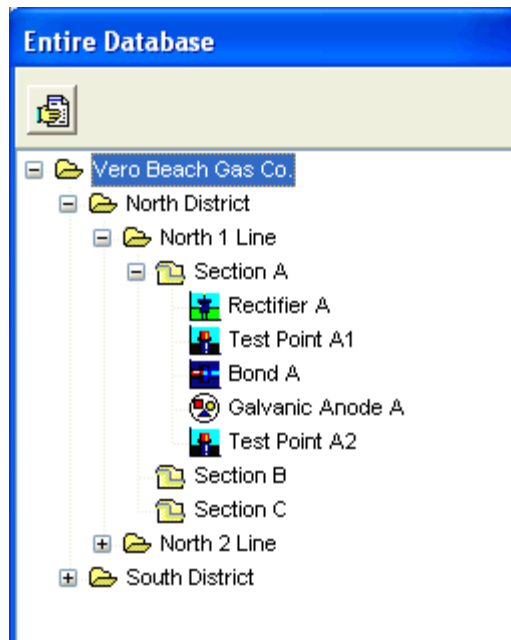 Entire Database
Vero Beach Gas Co.
North District
North 1 Line
Section A
Rectifier A
Test Point A1
Bond A
Galvanic Anode A
Test Point A2
Section B
Section C
North 2 Line
South District